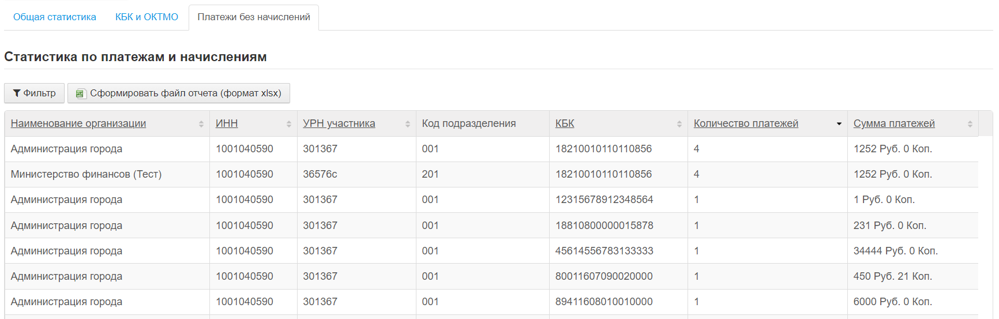 Общая статистика КБК и ОКТМО Платежи без начислений
Статистика по платежам и начислениям
Фильтр Сформировать файл отчета (формат xlsx)
Наименование организации ИНН УРН участника Код подразделения КБК Количество платежей Сумма платежей
Администрация города 1001040590 301367 001 18210010110110856 4 1252 Руб. 0 Коп.
Министерство финансов (Тест) 1001040590 36576c 201 18210010110110856 4 1252 Руб. 0 Коп.
Администрация города 1001040590 301367 001 12315678912348564 1 1 Руб. 0 Коп.
Администрация города 1001040590 301367 001 18810800000015878 1 231 Руб. 0 Коп.
Администрация города 1001040590 301367 001 45614556783133333 1 34444 Руб. 0 Коп.
Администрация города 1001040590 301367 001 80011607090020000 1 450 Руб. 21 Коп.
Администрация города 1001040590 301367 001 89411608010010000 1 6000 Руб. 0 Коп.